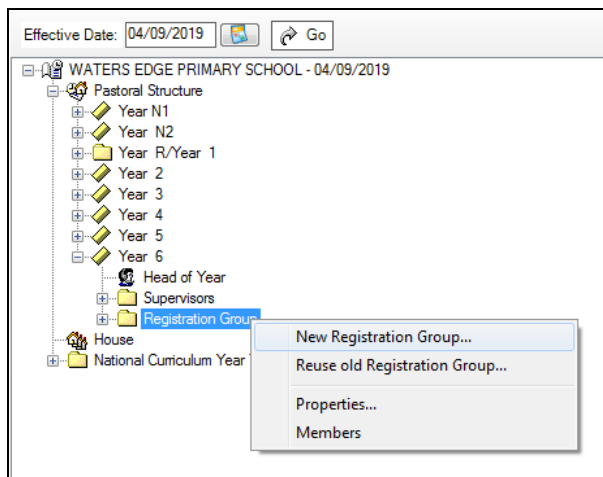 Effective Date: 04/09/2019 Go
WATERS EDGE PRIMARY SCHOOL - 04/09/2019
Pastoral Structure
Year N1
Year N2
Year R/Year 1
Year 2
Year 3
Year 4
Year 5
Year 6
Head of Year
Supervisors
Registration Group
New Registration Group...
House
Reuse old Registration Group...
National Curriculum Year
Properties...
Members